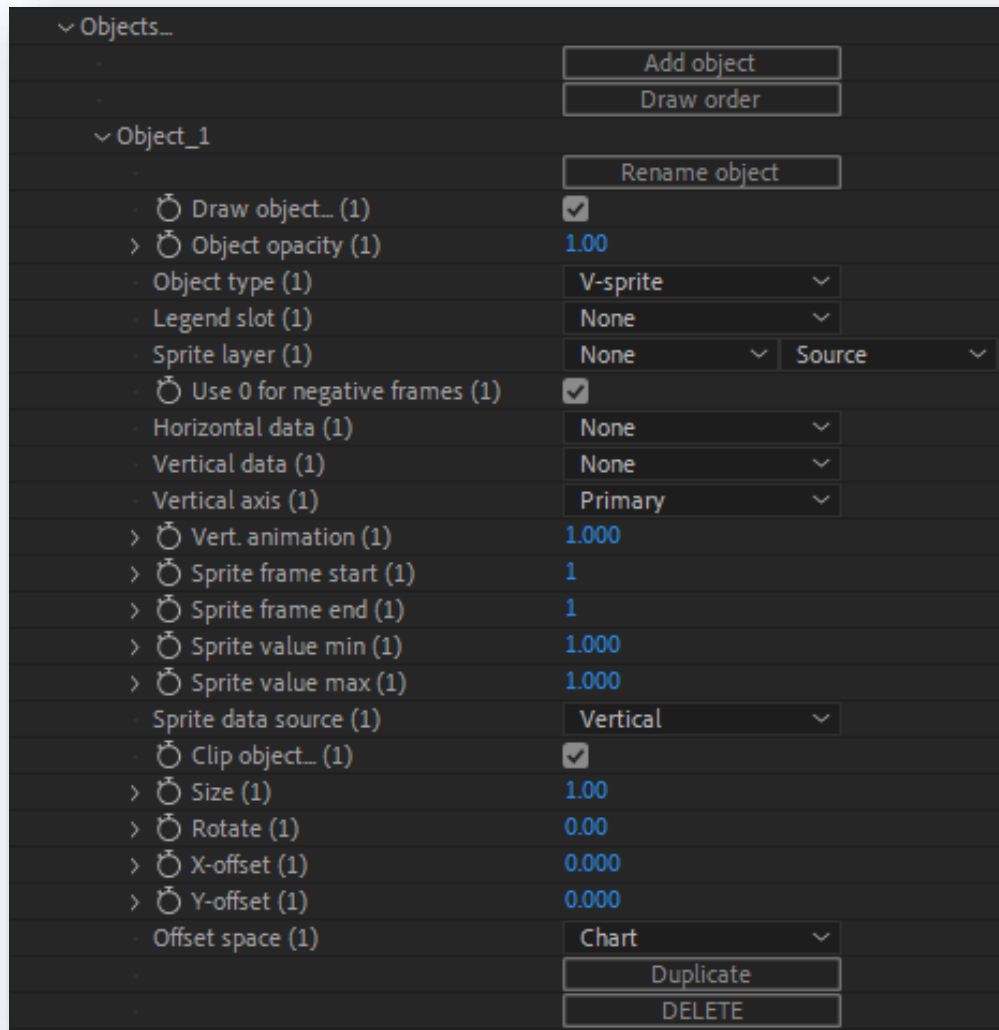 Objects...
Add object
Draw order
Object_1
Rename object
Draw object... (1)
Object opacity (1) 1.00
Object type (1) V-sprite
Legend slot (1) None
Sprite layer (1) None Source
Use 0 for negative frames (1)
Horizontal data (1) None
Vertical data (1) None
Vertical axis (1) Primary
Vert. animation (1) 1.000
Sprite frame start (1) 1
Sprite frame end (1) 1
Sprite value min (1) 1.000
Sprite value max (1) 1.000
Sprite data source (1) Vertical
Clip object... (1)
Size (1) 1.00
Rotate (1) 0.00
X-offset (1) 0.000
Y-offset (1) 0.000
Offset space (1) Chart
Duplicate
DELETE